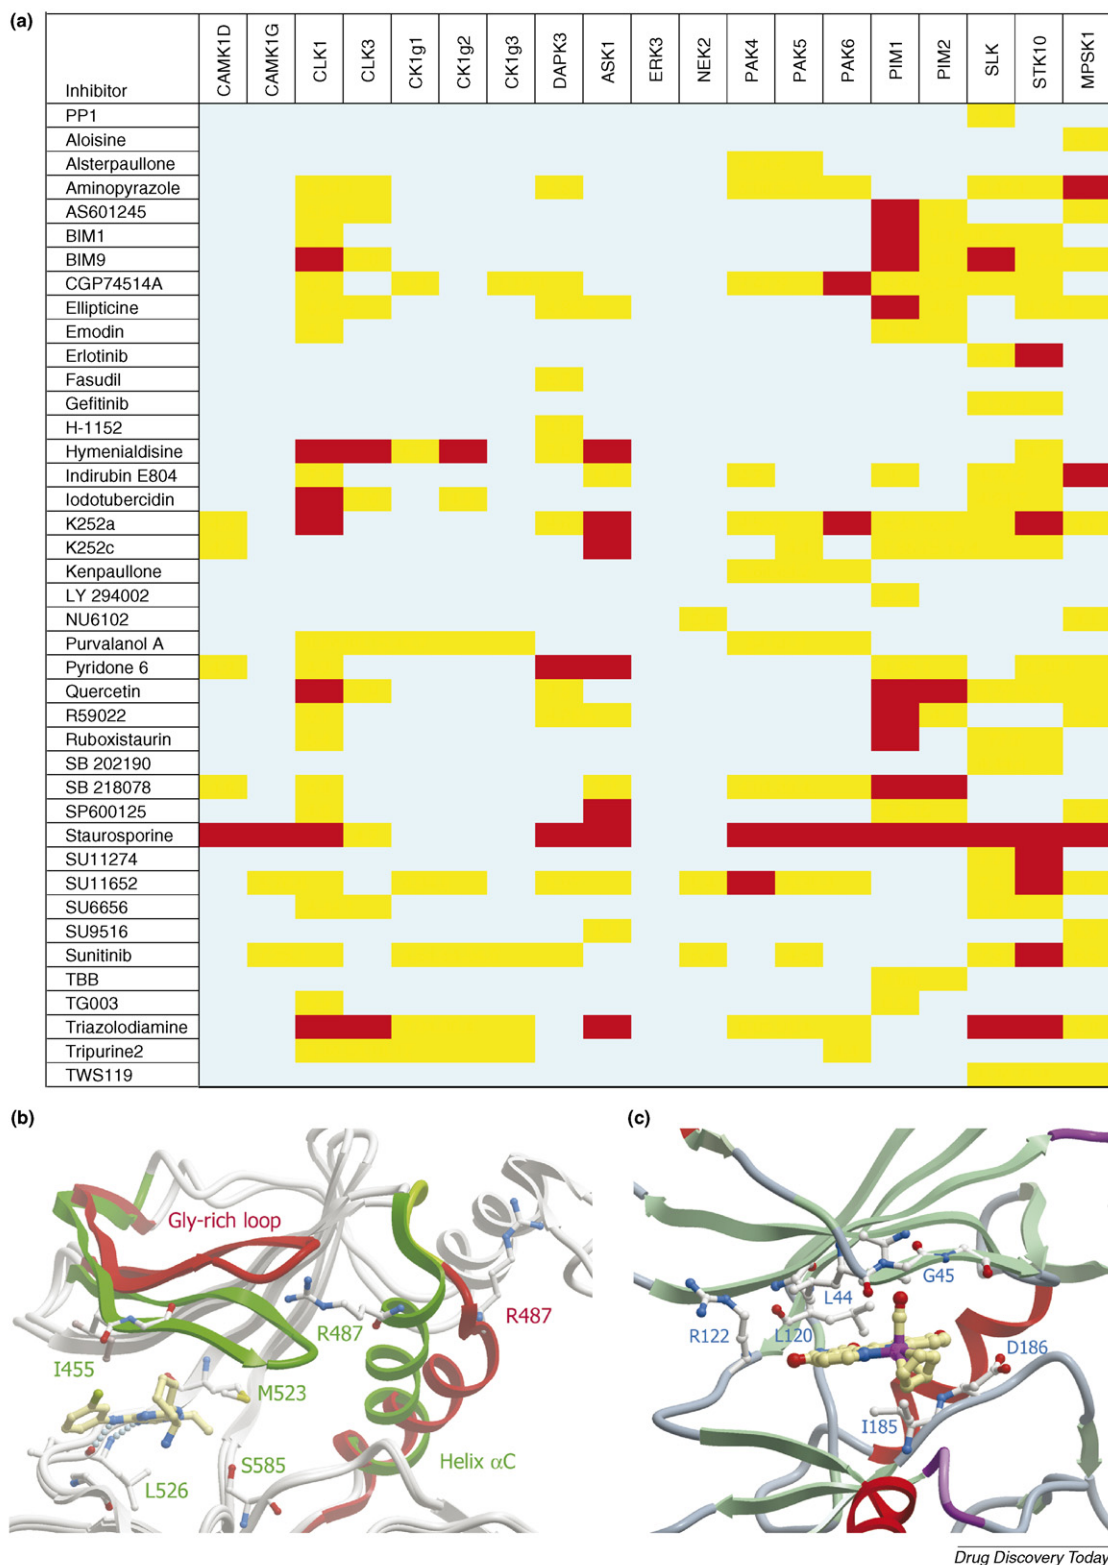 (a)
Inhibitor
CAMK1D
CAMK1G
CLK1
CLK3
CK1g1
CK1g2
CK1g3
DAPK3
ASK1
ERK3
NEK2
PAK4
PAK5
PAK6
PIM1
PIM2
SLK
STK10
MPSK1
PP1
Aloisine
Alsterpaullone
Aminopyrazole
AS601245
BIM1
BIM9
CGP74514A
Ellipticine
Emodin
Erlotinib
Fasudil
Gefitinib
H-1152
Hymenialdisine
Indirubin E804
Iodotubercidin
K252a
K252c
Kenpaullone
LY 294002
NU6102
Purvalanol A
Pyridone 6
Quercetin
R59022
Ruboxistaurin
SB 202190
SB 218078
SP600125
Staurosporine
SU11274
SU11652
SU6656
SU9516
Sunitinib
TBB
TG003
Triazolodiamine
Tripurine2
TWS119
(b)
Gly-rich loop
R487
R487
I455
M523
L526
S585
Helix αC
(c)
G45
L44
R122
L120
D186
I185
Drug Discovery Today